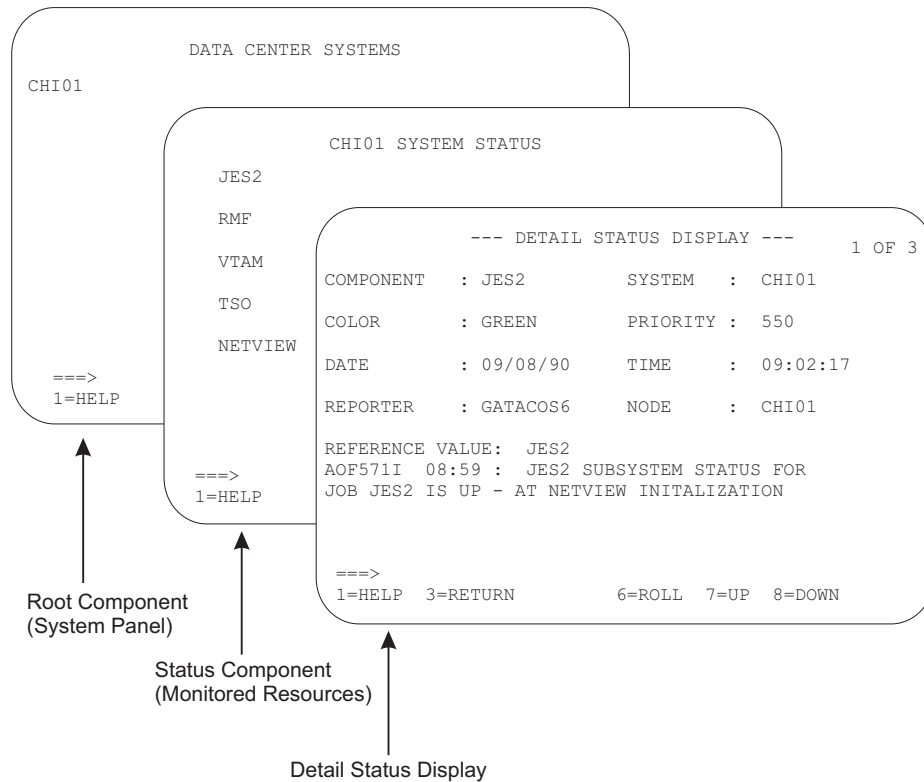 DATA CENTER SYSTEMS
CHI01
===>
1=HELP
CHI01 SYSTEM STATUS
JES2
RMF
VTAM
TSO
NETVIEW
===>
1=HELP
--- DETAIL STATUS DISPLAY ---
1 OF 3
COMPONENT : JES2 SYSTEM : CHI01
COLOR : GREEN PRIORITY : 550
DATE : 09/08/90 TIME : 09:02:17
REPORTER : GATACOS6 NODE : CHI01
REFERENCE VALUE: JES2
AOF571I 08:59 : JES2 SUBSYSTEM STATUS FOR
JOB JES2 IS UP - AT NETVIEW INITALIZATION
===>
1=HELP 3=RETURN 6=ROLL 7=UP 8=DOWN
Root Component
(System Panel)
Status Component
(Monitored Resources)
Detail Status Display